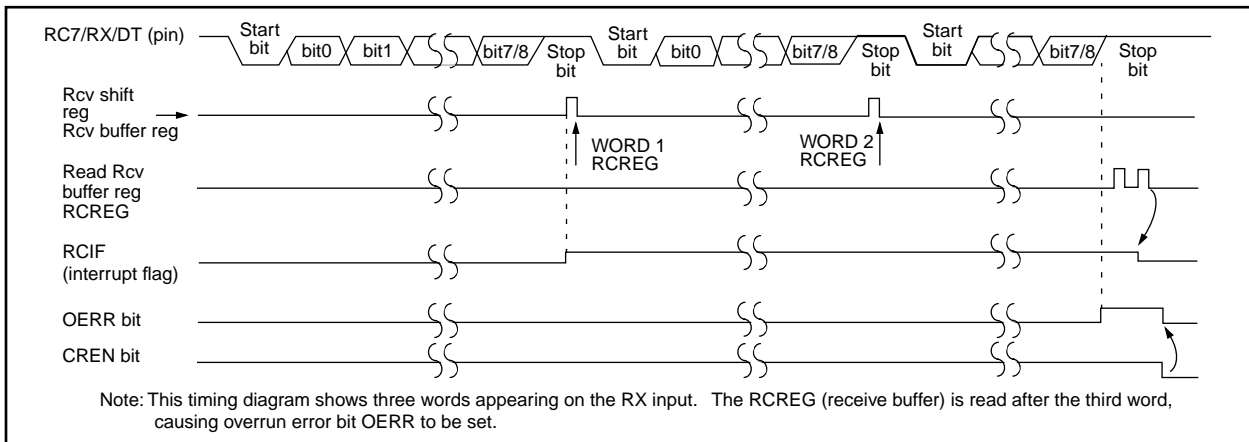 RC7/RX/DT (pin)
Start
bit
bit0
bit1
bit7/8
Stop
bit
Start
bit
bit0
bit7/8
Stop
bit
Start
bit
bit7/8
Stop
bit
Rcv shift
reg
Rcv buffer reg
WORD 1
RCREG
WORD 2
RCREG
Read Rcv
buffer reg
RCREG
RCIF
(interrupt flag)
OERR bit
CREN bit
Note: This timing diagram shows three words appearing on the RX input. The RCREG (receive buffer) is read after the third word,
causing overrun error bit OERR to be set.